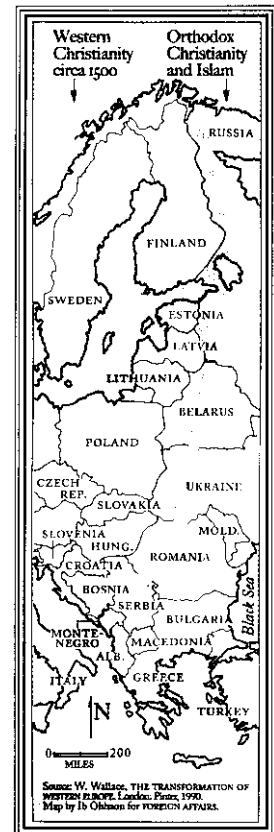 Western Christianity circa 1500
Orthodox Christianity and Islam
RUSSIA
FINLAND
SWEDEN
ESTONIA
LATVIA
LITHUANIA
BELARUS
POLAND
CZECH REP.
UKRAINE
SLOVAKIA
SLOVENIA
HUNG.
MOLD.
CROATIA
ROMANIA
BOSNIA
SERBIA
Black Sea
BULGARIA
MONTE-
NEGRO
MACEDONIA
ALB.
ITALY
GREECE
N
TURKEY
0 200
MILES
Source: W. Wallace, THE TRANSFORMATION OF
WESTERN EUROPE. London: Pinter, 1990.
Map by Ib Ohlsson for FOREIGN AFFAIRS.